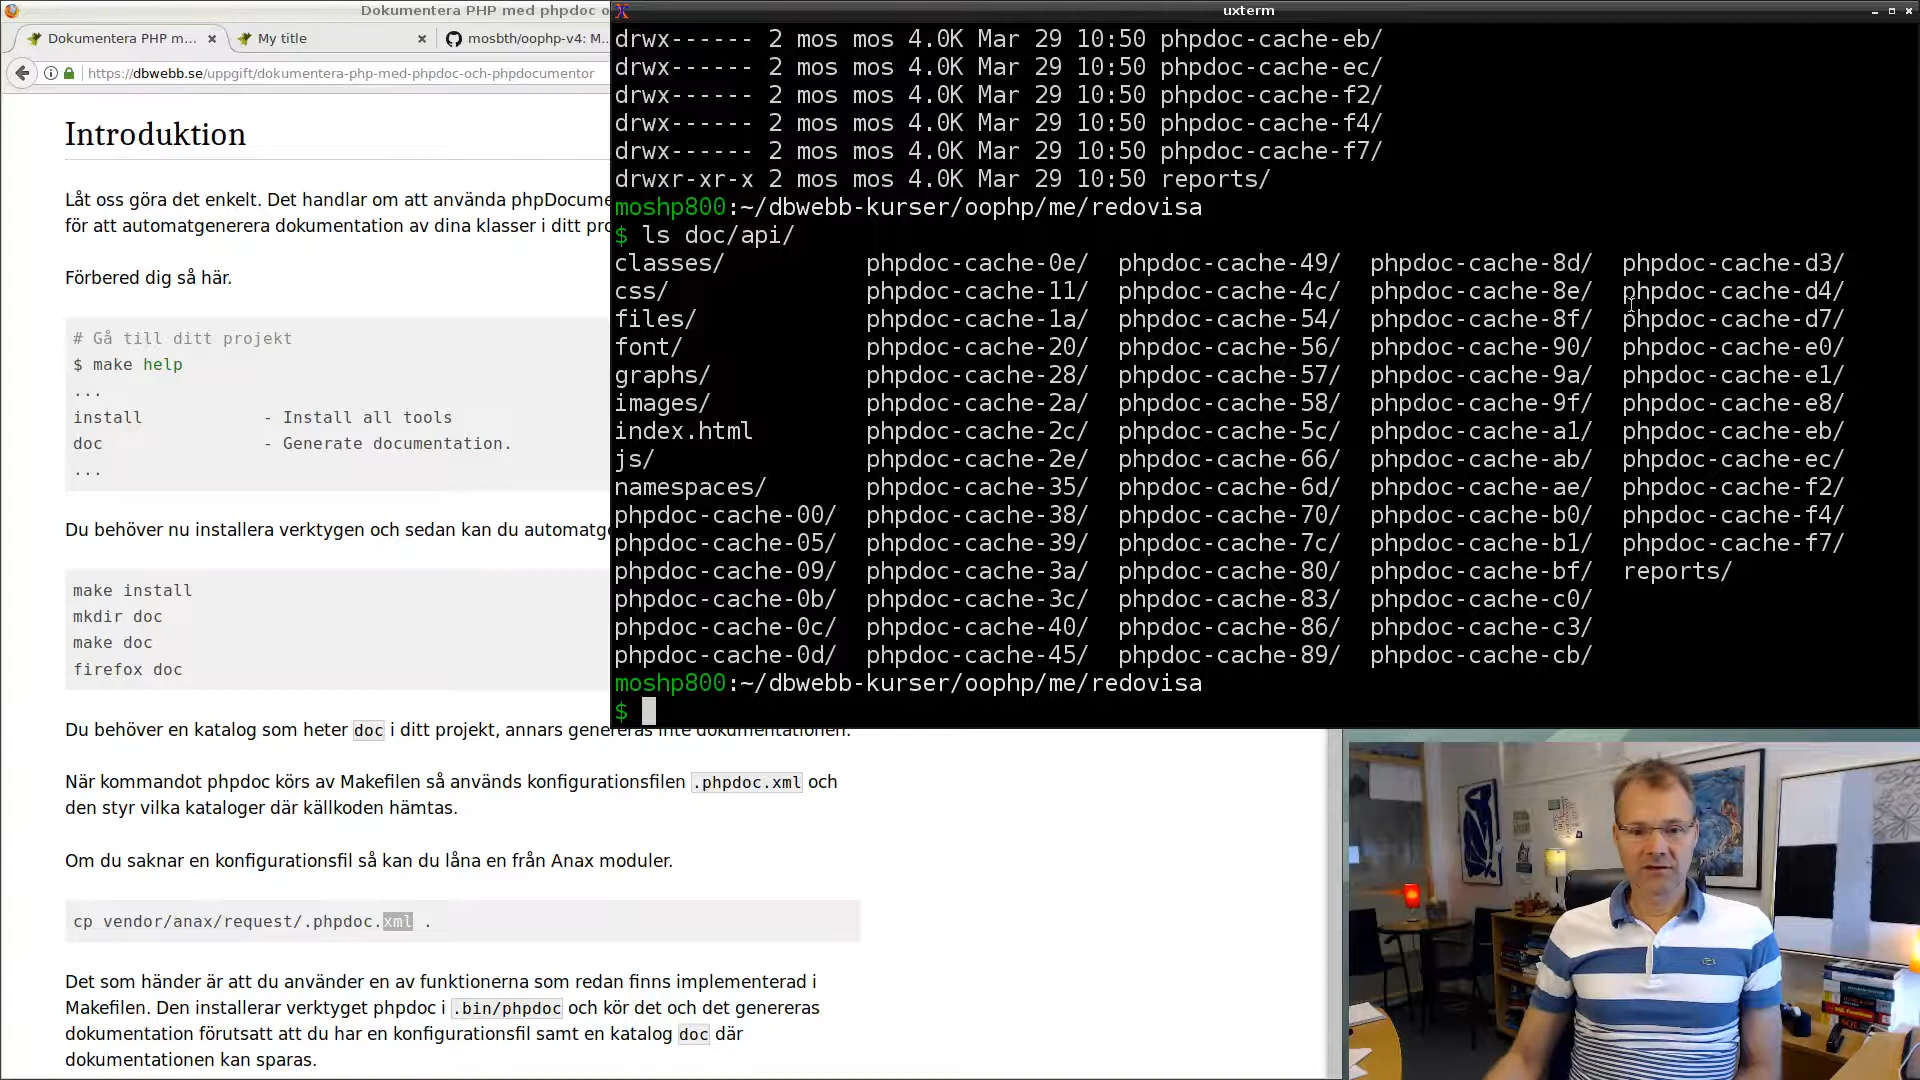 Dokumentera PHP med phpdoc o
Dokumentera PHP m... ×
My title ×
mosbth/oophp-v4: M...
https://dbwebb.se/uppgift/dokumentera-php-med-phpdoc-och-phpdocumentor
Introduktion
Låt oss göra det enkelt. Det handlar om att använda phpDocume
för att automatgenerera dokumentation av dina klasser i ditt pro
Förbered dig så här.
# Gå till ditt projekt
$ make help
...
install - Install all tools
doc - Generate documentation.
...
Du behöver nu installera verktygen och sedan kan du automatge
make install
mkdir doc
make doc
firefox doc
Du behöver en katalog som heter doc i ditt projekt, annars genereras inte dokumentationen.
När kommandot phpdoc körs av Makefilen så används konfigurationsfilen .phpdoc.xml och
den styr vilka kataloger där källkoden hämtas.
Om du saknar en konfigurationsfil så kan du låna en från Anax moduler.
cp vendor/anax/request/.phpdoc.xml .
Det som händer är att du använder en av funktionerna som redan finns implementerad i
Makefilen. Den installerar verktyget phpdoc i .bin/phpdoc och kör det och det genereras
dokumentation förutsatt att du har en konfigurationsfil samt en katalog doc där
dokumentationen kan sparas.
uxterm
drwx------ 2 mos mos 4.0K Mar 29 10:50 phpdoc-cache-eb/
drwx------ 2 mos mos 4.0K Mar 29 10:50 phpdoc-cache-ec/
drwx------ 2 mos mos 4.0K Mar 29 10:50 phpdoc-cache-f2/
drwx------ 2 mos mos 4.0K Mar 29 10:50 phpdoc-cache-f4/
drwx------ 2 mos mos 4.0K Mar 29 10:50 phpdoc-cache-f7/
drwxr-xr-x 2 mos mos 4.0K Mar 29 10:50 reports/
moshp800:~/dbwebb-kurser/oophp/me/redovisa
$ ls doc/api/
classes/ phpdoc-cache-0e/ phpdoc-cache-49/ phpdoc-cache-8d/ phpdoc-cache-d3/
css/ phpdoc-cache-11/ phpdoc-cache-4c/ phpdoc-cache-8e/ phpdoc-cache-d4/
files/ phpdoc-cache-1a/ phpdoc-cache-54/ phpdoc-cache-8f/ phpdoc-cache-d7/
font/ phpdoc-cache-20/ phpdoc-cache-56/ phpdoc-cache-90/ phpdoc-cache-e0/
graphs/ phpdoc-cache-28/ phpdoc-cache-57/ phpdoc-cache-9a/ phpdoc-cache-e1/
images/ phpdoc-cache-2a/ phpdoc-cache-58/ phpdoc-cache-9f/ phpdoc-cache-e8/
index.html phpdoc-cache-2c/ phpdoc-cache-5c/ phpdoc-cache-a1/ phpdoc-cache-eb/
js/ phpdoc-cache-2e/ phpdoc-cache-66/ phpdoc-cache-ab/ phpdoc-cache-ec/
namespaces/ phpdoc-cache-35/ phpdoc-cache-6d/ phpdoc-cache-ae/ phpdoc-cache-f2/
phpdoc-cache-00/ phpdoc-cache-38/ phpdoc-cache-70/ phpdoc-cache-b0/ phpdoc-cache-f4/
phpdoc-cache-05/ phpdoc-cache-39/ phpdoc-cache-7c/ phpdoc-cache-b1/ phpdoc-cache-f7/
phpdoc-cache-09/ phpdoc-cache-3a/ phpdoc-cache-80/ phpdoc-cache-bf/ reports/
phpdoc-cache-0b/ phpdoc-cache-3c/ phpdoc-cache-83/ phpdoc-cache-c0/
phpdoc-cache-0c/ phpdoc-cache-40/ phpdoc-cache-86/ phpdoc-cache-c3/
phpdoc-cache-0d/ phpdoc-cache-45/ phpdoc-cache-89/ phpdoc-cache-cb/
moshp800:~/dbwebb-kurser/oophp/me/redovisa
$